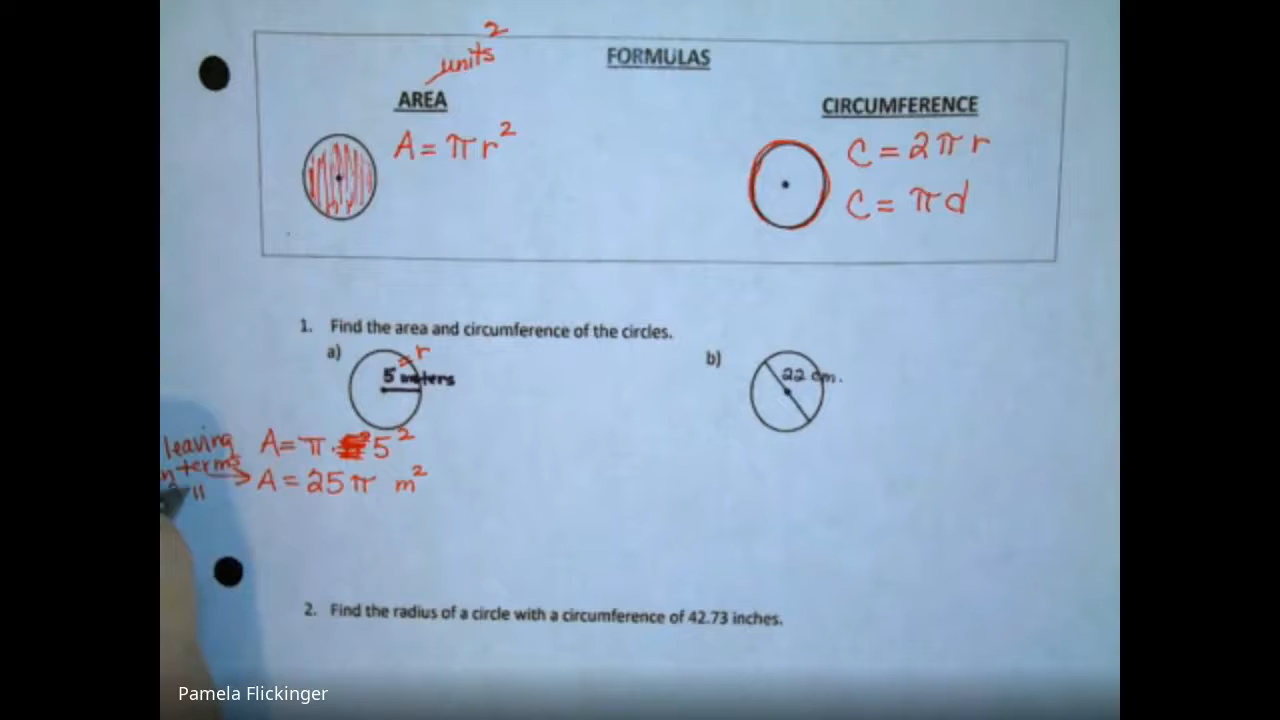 units²
FORMULAS
AREA
CIRCUMFERENCE
A = πr²
C = 2πr
C = πd
1. Find the area and circumference of the circles.
a)
r
5 meters
b)
22 cm.
leaving
terms
A = π · 5²
A = 25π m²
2. Find the radius of a circle with a circumference of 42.73 inches.
Pamela Flickinger